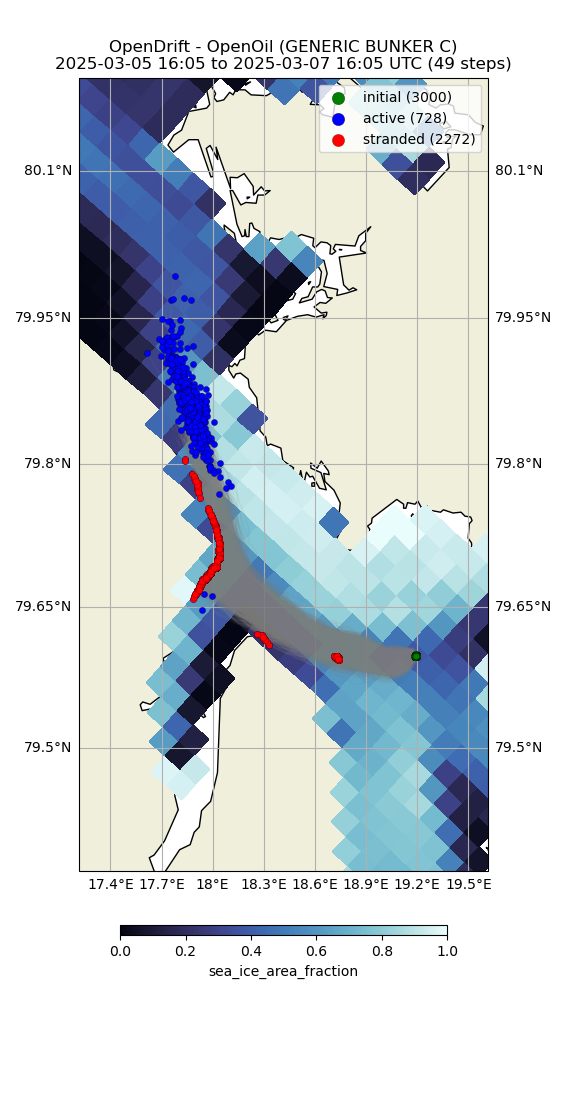 OpenDrift - OpenOil (GENERIC BUNKER C)
2025-03-05 16:05 to 2025-03-07 16:05 UTC (49 steps)
initial (3000)
active (728)
stranded (2272)
80.1°N 80.1°N
79.95°N 79.95°N
79.8°N 79.8°N
79.65°N 79.65°N
79.5°N 79.5°N
17.4°E 17.7°E 18°E 18.3°E 18.6°E 18.9°E 19.2°E 19.5°E
0.0 0.2 0.4 0.6 0.8 1.0
sea_ice_area_fraction